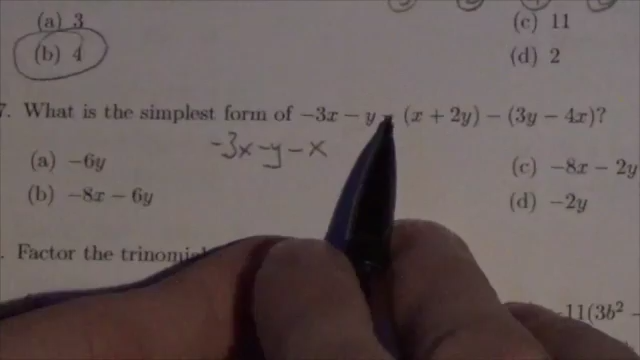 (a) 3
(c) 11
(b) 4
(d) 2
7. What is the simplest form of −3x − y − (x + 2y) − (3y − 4x)?
-3x-y-x
(a) −6y
(c) −8x − 2y
(b) −8x − 6y
(d) −2y
. Factor the trinomi
−11(3b² −